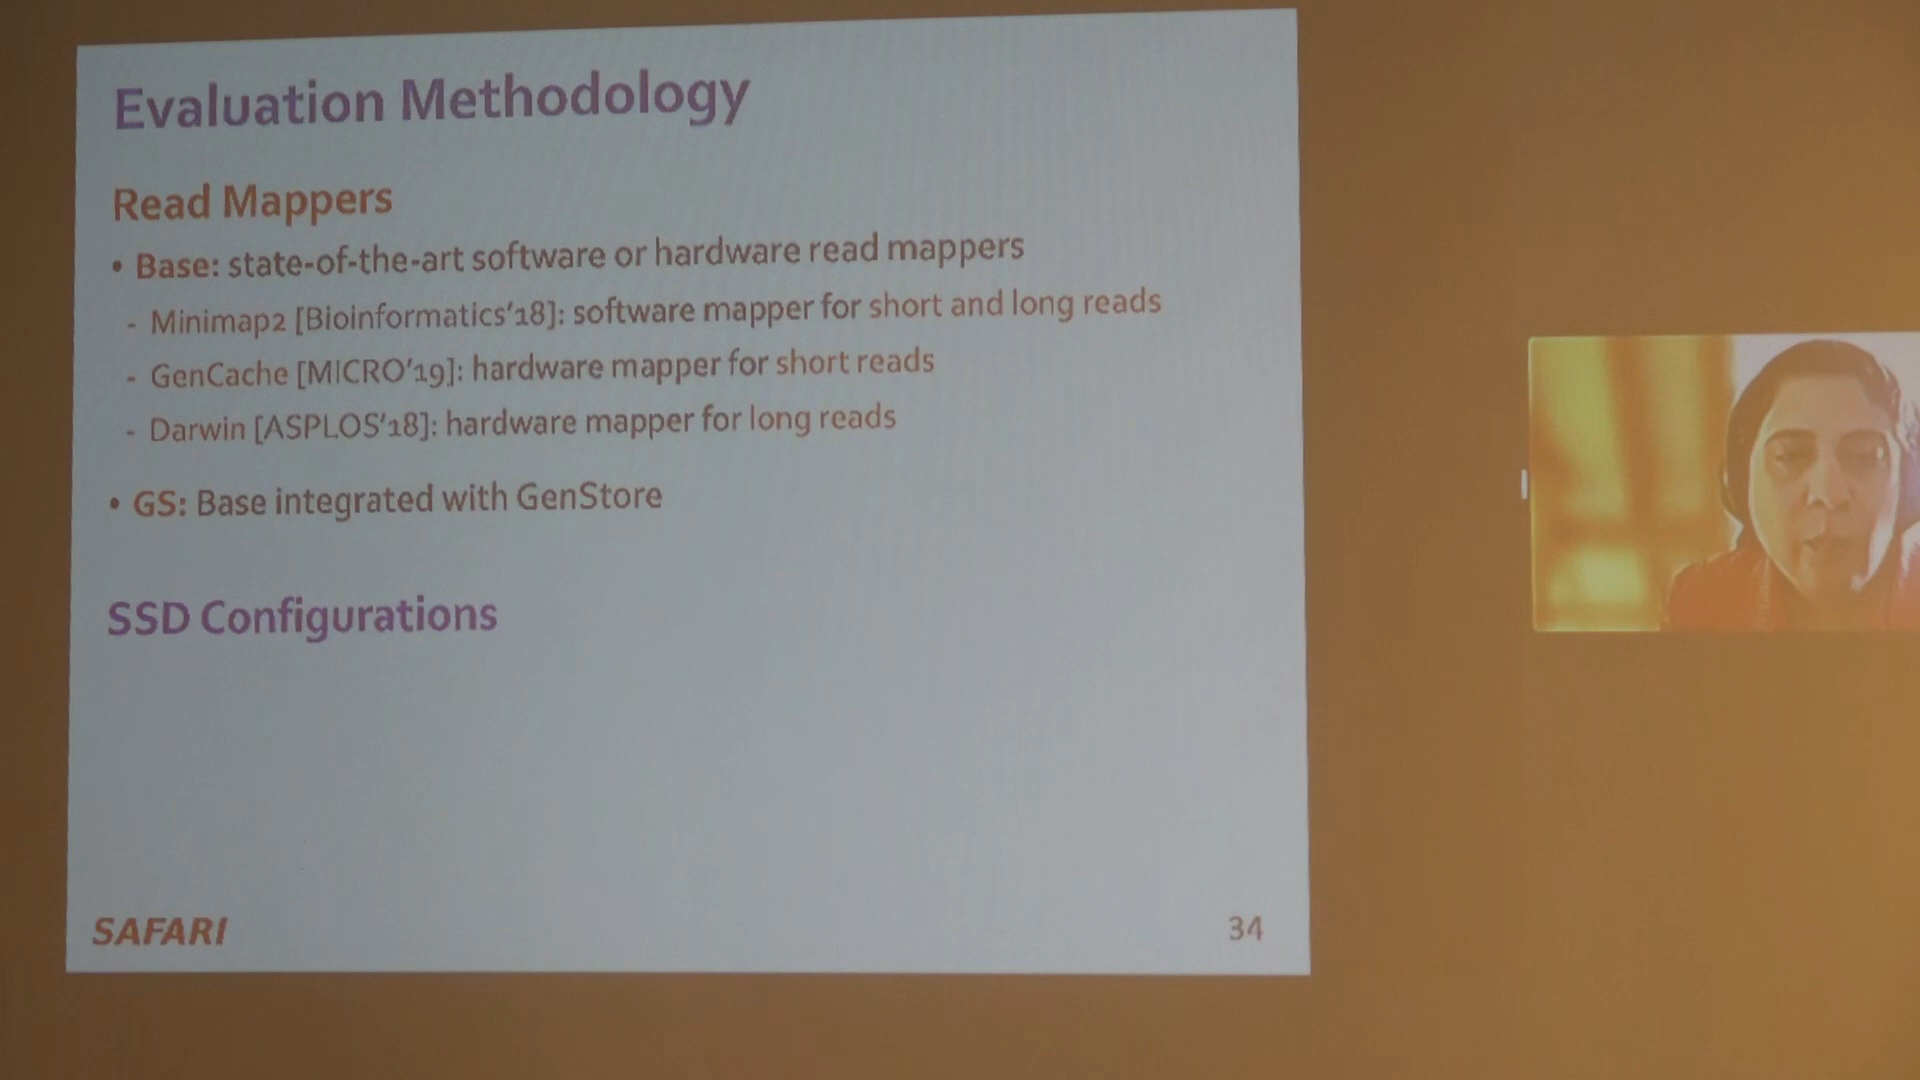 Evaluation Methodology
Read Mappers
• Base: state-of-the-art software or hardware read mappers
- Minimap2 [Bioinformatics'18]: software mapper for short and long reads
- GenCache [MICRO'19]: hardware mapper for short reads
- Darwin [ASPLOS'18]: hardware mapper for long reads
• GS: Base integrated with GenStore
SSD Configurations
SAFARI
34